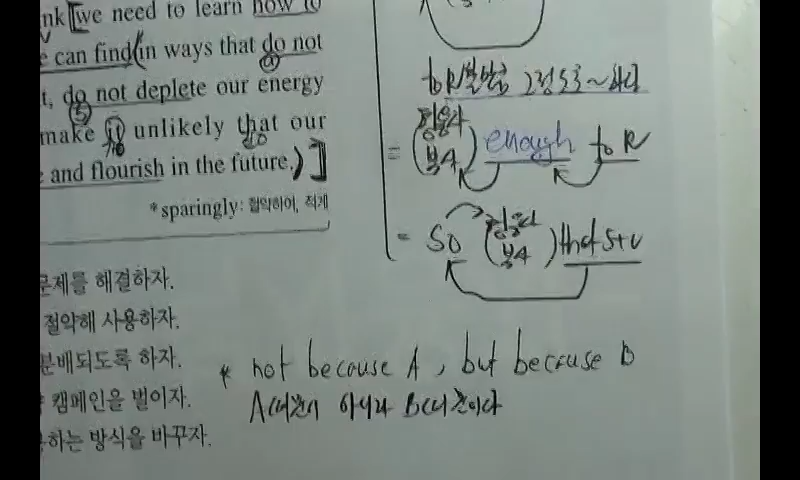 nk [we need to learn how to
e can find in ways that do not
t, do not deplete our energy
make it unlikely that our
e and flourish in the future.)]
*sparingly: 절약하여, 적게
문제를 해결하자.
절약해 사용하자.
분배되도록 하자.
캠페인을 벌이자.
하는 방식을 바꾸자.
to R할 만큼 그정도로 ~하다
= (형용사 부사) enough to R
= so (형용사 부사) that S+V
* not because A, but because B
A 때문이 아니라 B 때문이다